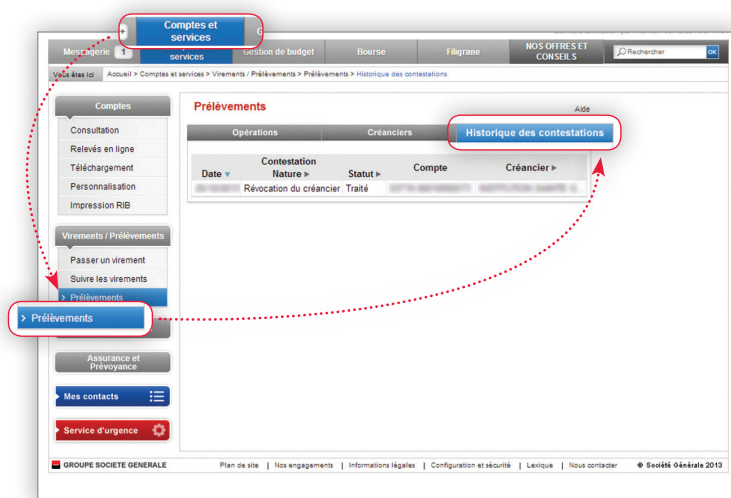 Comptes et
services
Messagerie 1 services Gestion de budget Bourse Filigrane NOS OFFRES ET
CONSEILS
Rechercher OK
Vous êtes ici Accueil > Comptes et services > Virements / Prélèvements > Prélèvements > Historique des contestations
Comptes
Consultation
Relevés en ligne
Téléchargement
Personnalisation
Impression RIB
Virements / Prélèvements
Passer un virement
Suivre les virements
> Prélèvements
> Prélèvements
Assurance et
Prévoyance
Mes contacts
Service d'urgence
Prélèvements
Aide
Opérations Créanciers Historique des contestations
Contestation
Date Nature Statut Compte Créancier
Révocation du créancier Traité
GROUPE SOCIETE GENERALE Plan de site | Nos engagements | Informations légales | Configuration et sécurité | Lexique | Nous contacter © Société Générale 2013